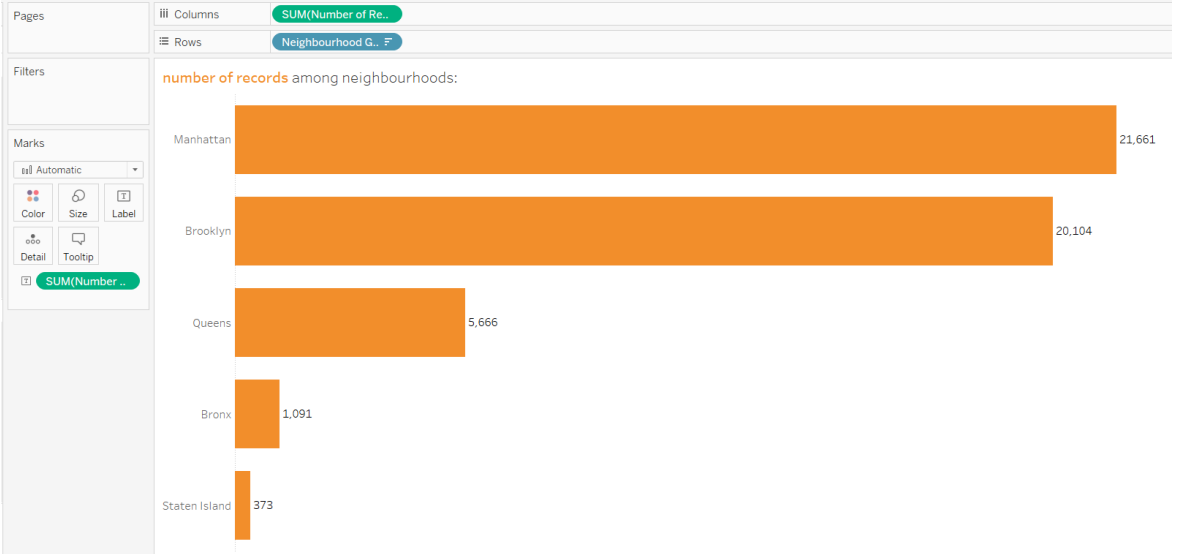 Pages
Columns
SUM(Number of Re..
Rows
Neighbourhood G..
Filters
number of records among neighbourhoods:
Marks
Automatic
Color
Size
T
Label
Detail
Tooltip
T
SUM(Number ..
Manhattan
21,661
Brooklyn
20,104
Queens
5,666
Bronx
1,091
Staten Island
373